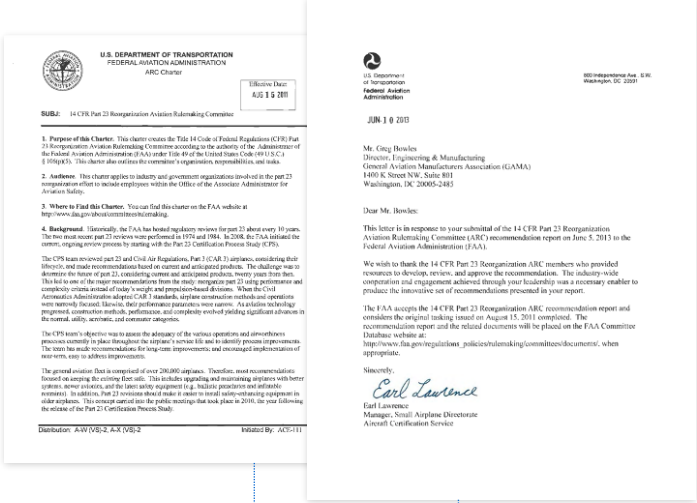 U.S. DEPARTMENT OF TRANSPORTATION
FEDERAL AVIATION ADMINISTRATION
ARC Charter
Effective Date:
AUG 15 2011
SUBJ: 14 CFR Part 23 Reorganization Aviation Rulemaking Committee
1. Purpose of this Charter. This charter creates the Title 14 Code of Federal Regulations (CFR) Part
23 Reorganization Aviation Rulemaking Committee according to the authority of the Administrator of
the Federal Aviation Administration (FAA) under Title 49 of the United States Code (49 U.S.C.)
§ 106(p)(5). This charter also outlines the committee's organization, responsibilities, and tasks.
2. Audience. This charter applies to industry and government organizations involved in the part 23
reorganization effort to include employees within the Office of the Associate Administrator for
Aviation Safety.
3. Where to Find this Charter. You can find this charter on the FAA website at
http://www.faa.gov/about/committees/rulemaking.
4. Background. Historically, the FAA has hosted regulatory reviews for part 23 about every 10 years.
The two most recent part 23 reviews were performed in 1974 and 1984. In 2008, the FAA initiated the
current, ongoing review process by starting with the Part 23 Certification Process Study (CPS).
The CPS team reviewed part 23 and Civil Air Regulations, Part 3 (CAR 3) airplanes, considering their
lifecycle, and made recommendations based on current and anticipated products. The challenge was to
determine the future of part 23, considering current and anticipated products, twenty years from then.
This led to one of the major recommendations from the study: reorganize part 23 using performance and
complexity criteria instead of today's weight and propulsion-based divisions. When the Civil
Aeronautics Administration adopted CAR 3 standards, airplane construction methods and operations
were narrowly focused; likewise, their performance parameters were narrow. As aviation technology
progressed, construction methods, performance, and complexity evolved yielding significant advances in
the normal, utility, acrobatic, and commuter categories.
The CPS team's objective was to assess the adequacy of the various operations and airworthiness
processes currently in place throughout the airplane's service life and to identify process improvements.
The team has made recommendations for long-term improvements; and encouraged implementation of
near-term, easy to address improvements.
The general aviation fleet is comprised of over 200,000 airplanes. Therefore, most recommendations
focused on keeping the existing fleet safe. This includes upgrading and maintaining airplanes with better
systems, newer avionics, and the latest safety equipment (e.g., ballistic parachutes and inflatable
restraints). In addition, Part 23 revisions should make it easier to install safety-enhancing equipment in
older airplanes. This concept carried into the public meetings that took place in 2010, the year following
the release of the Part 23 Certification Process Study.
Distribution: A-W (VS)-2, A-X (VS)-2
Initiated By: ACE-111
U.S. Department
of Transportation
Federal Aviation
Administration
800 Independence Ave., S.W.
Washington, DC 20591
JUN 10 2013
Mr. Greg Bowles
Director, Engineering & Manufacturing
General Aviation Manufacturers Association (GAMA)
1400 K Street NW, Suite 801
Washington, DC 20005-2485
Dear Mr. Bowles:
This letter is in response to your submittal of the 14 CFR Part 23 Reorganization
Aviation Rulemaking Committee (ARC) recommendation report on June 5, 2013 to the
Federal Aviation Administration (FAA).
We wish to thank the 14 CFR Part 23 Reorganization ARC members who provided
resources to develop, review, and approve the recommendation. The industry-wide
cooperation and engagement achieved through your leadership was a necessary enabler to
produce the innovative set of recommendations presented in your report.
The FAA accepts the 14 CFR Part 23 Reorganization ARC recommendation report and
considers the original tasking issued on August 15, 2011 completed. The
recommendation report and the related documents will be placed on the FAA Committee
Database website at:
http://www.faa.gov/regulations_policies/rulemaking/committees/documents/, when
appropriate.
Sincerely,
Earl Lawrence
Earl Lawrence
Manager, Small Airplane Directorate
Aircraft Certification Service